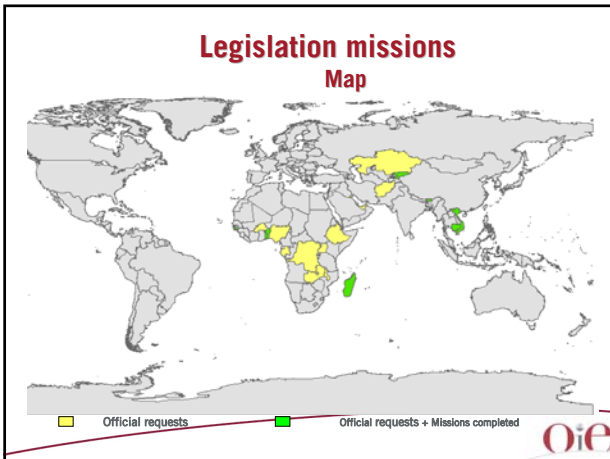 Legislation missions
Map
Official requests
Official requests + Missions completed
Oie